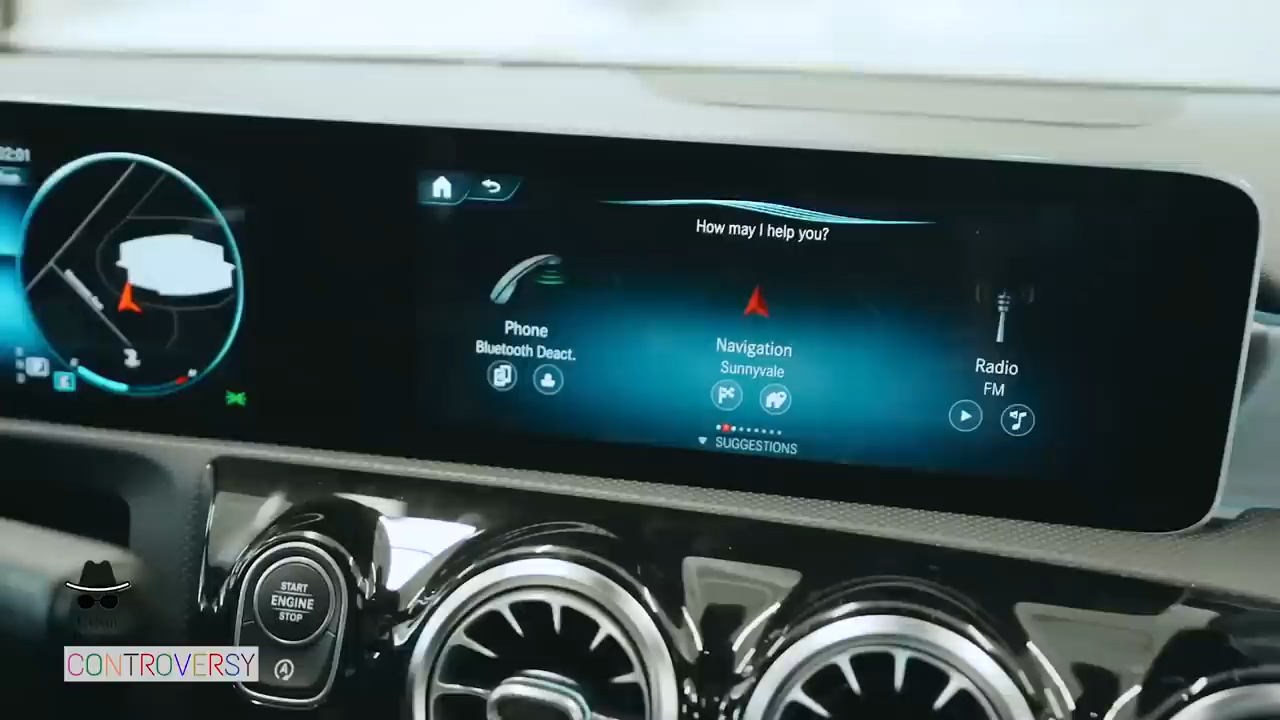 How may I help you?
Phone
Bluetooth Deact.
Navigation
Sunnyvale
Radio
FM
SUGGESTIONS
START
ENGINE
STOP
CONTROVERSY